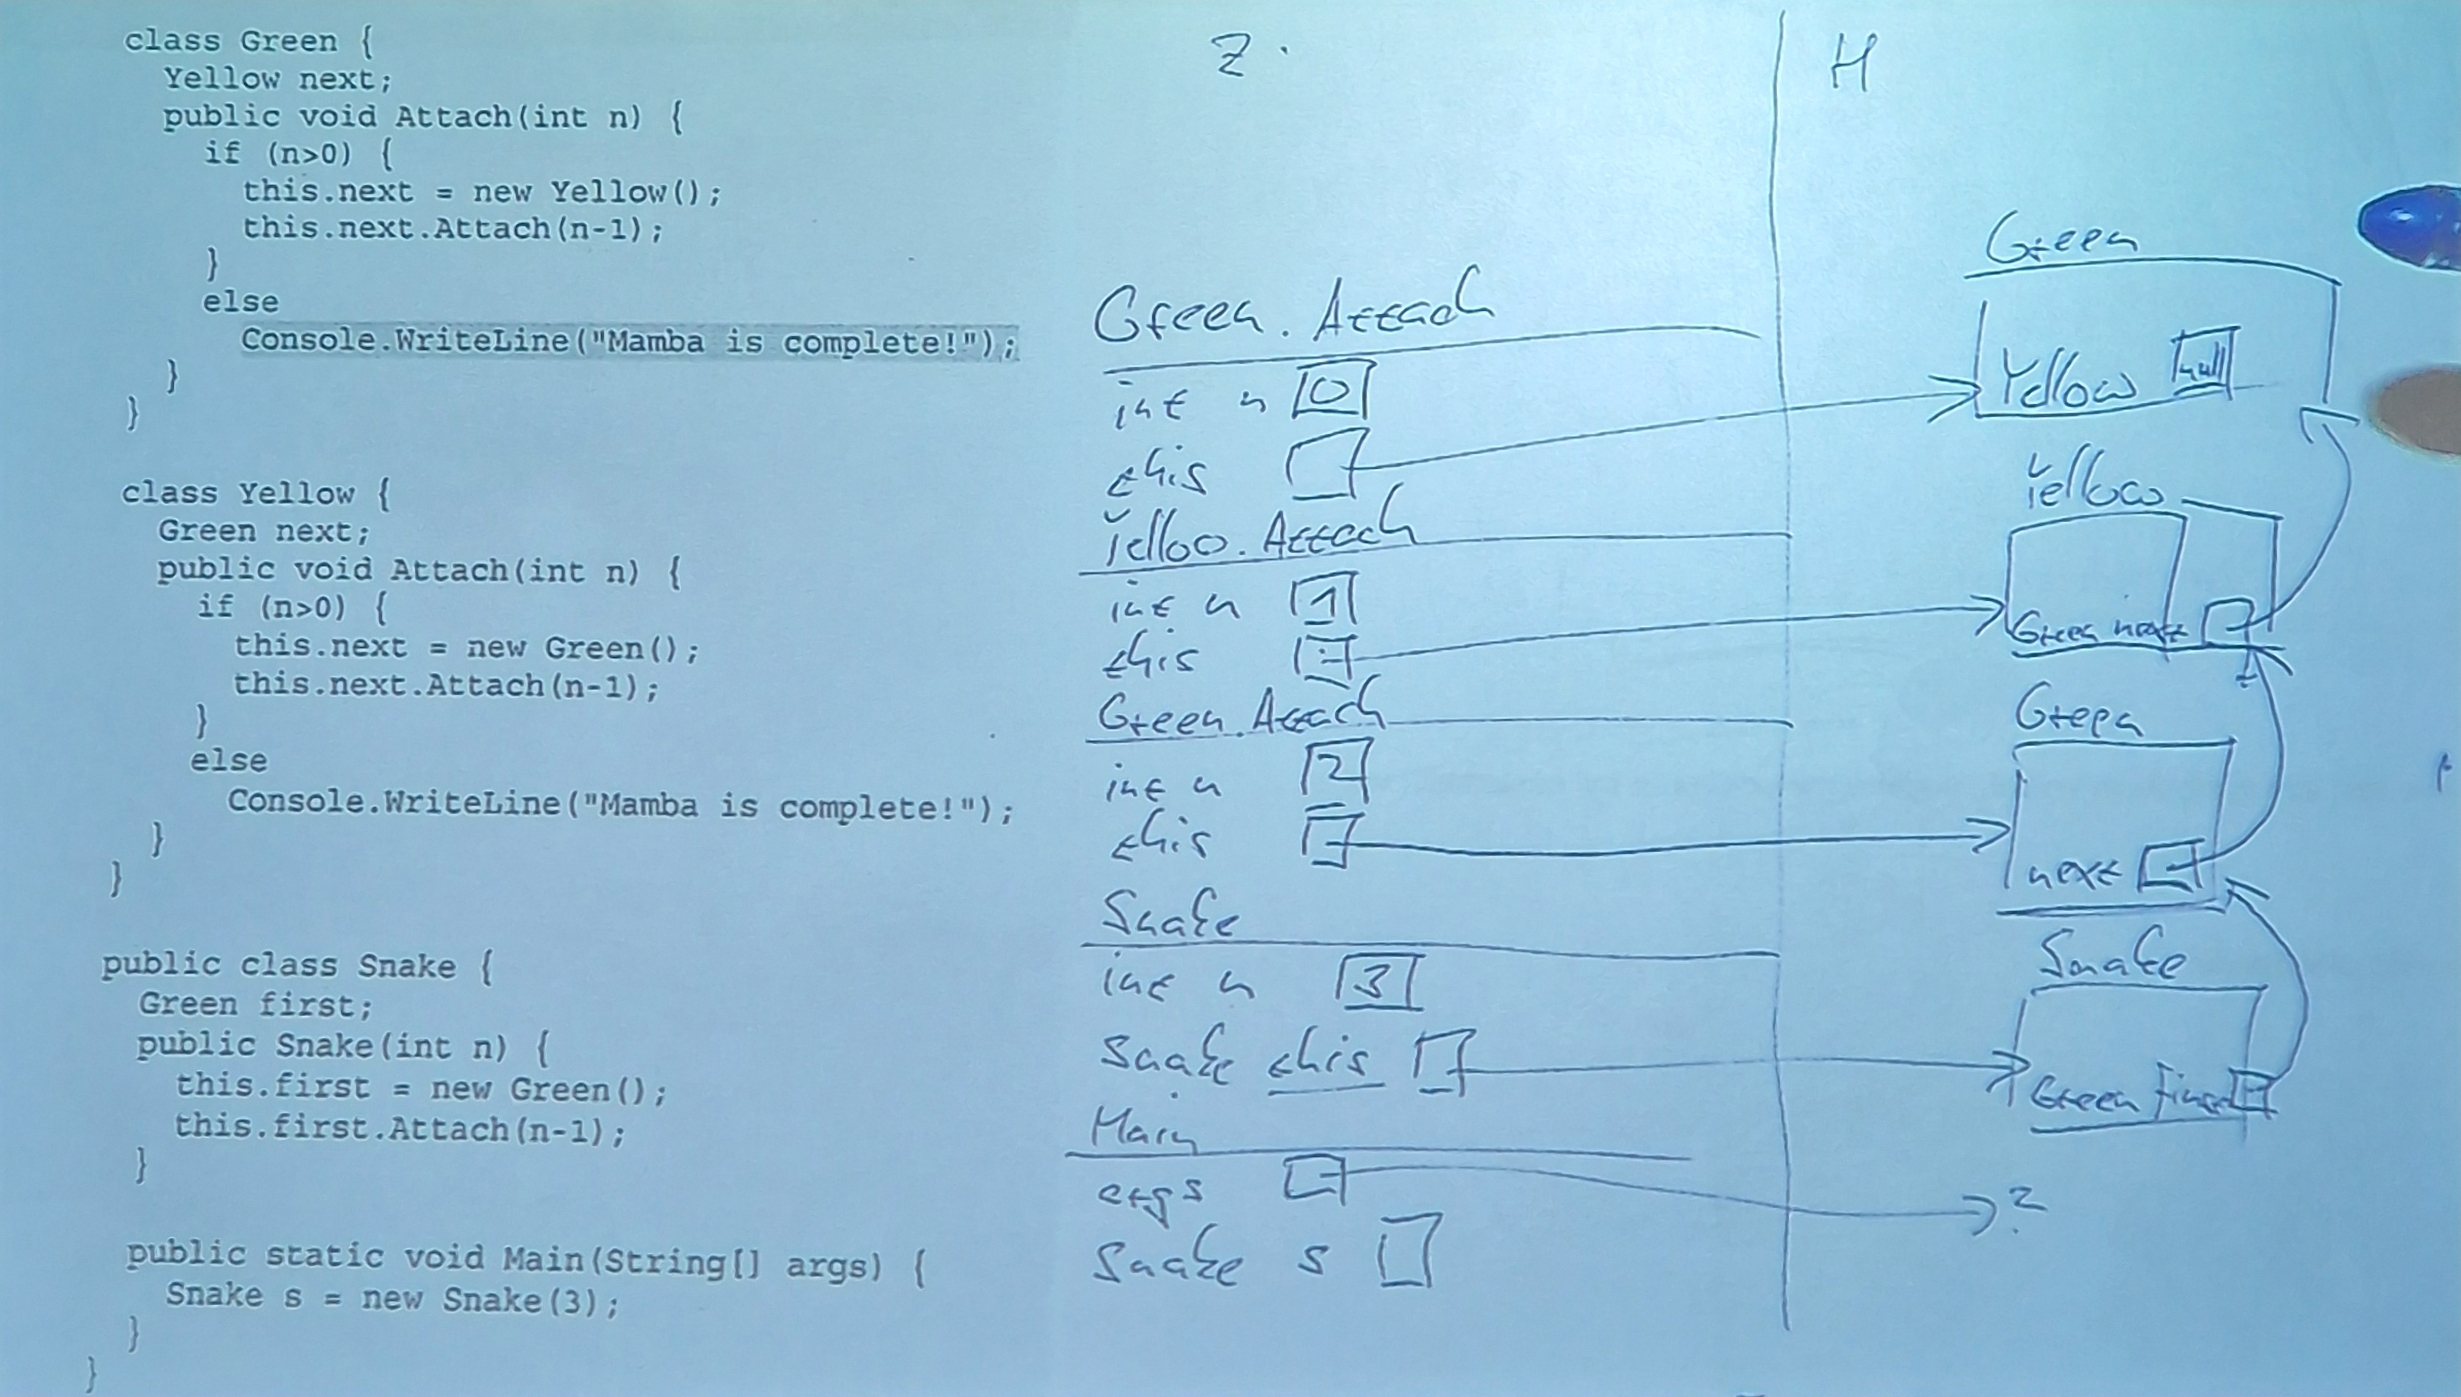 class Green {
Yellow next;
public void Attach(int n) {
if (n>0) {
this.next = new Yellow();
this.next.Attach(n-1);
}
else
Console.WriteLine("Mamba is complete!");
}
}
class Yellow {
Green next;
public void Attach(int n) {
if (n>0) {
this.next = new Green();
this.next.Attach(n-1);
}
else
Console.WriteLine("Mamba is complete!");
}
}
public class Snake {
Green first;
public Snake(int n) {
this.first = new Green();
this.first.Attach(n-1);
}
public static void Main(String[] args) {
Snake s = new Snake(3);
}
}
Green.Attach
int n 0
this
Attach
int n 1
this
Green.Attach
int n 2
this
Snake
int n 3
Snake this
Main
args
Snake s
H
Green
Yellow null
Green next
Green
next
Snake
Green
?